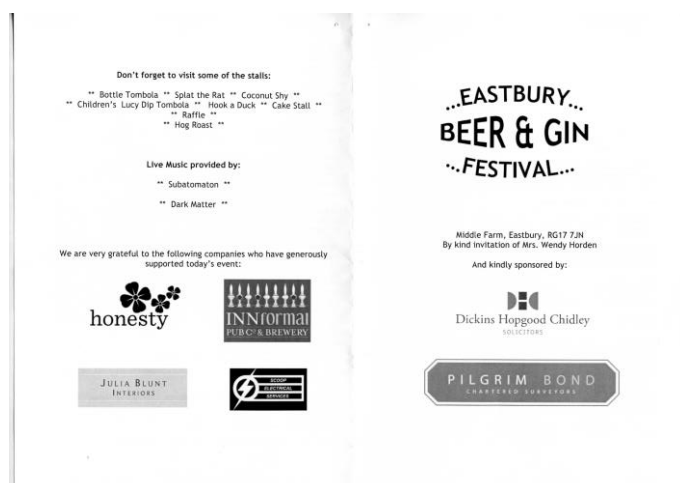 Don't forget to visit some of the stalls:
** Bottle Tombola ** Splat the Rat ** Coconut Shy **
** Children's Lucy Dip Tombola ** Hook a Duck ** Cake Stall **
** Raffle **
** Hog Roast **
Live Music provided by:
** Subatomaton **
** Dark Matter **
We are very grateful to the following companies who have generously
supported today's event:
honesty
INNformal
PUB CO & BREWERY
JULIA BLUNT
INTERIORS
SCOOP
ELECTRICAL
SERVICES
...EASTBURY...
BEER & GIN
...FESTIVAL...
Middle Farm, Eastbury, RG17 7JN
By kind invitation of Mrs. Wendy Horden
And kindly sponsored by:
Dickins Hopgood Chidley
SOLICITORS
PILGRIM BOND
CHARTERED SURVEYORS